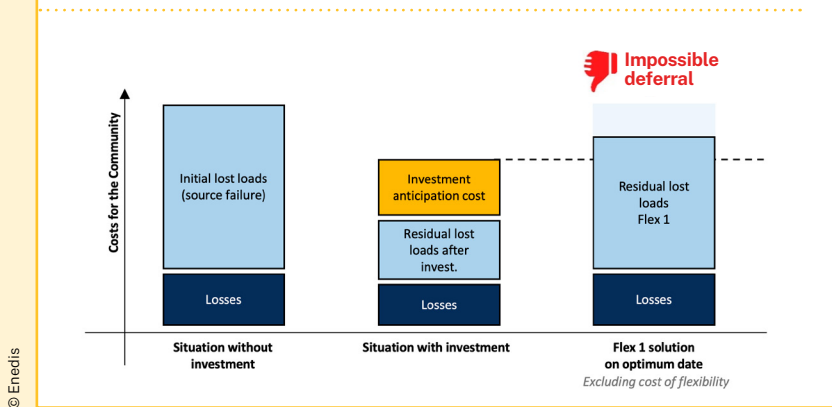 Impossible
deferral
Costs for the Community
Initial lost loads
(source failure)
Losses
Investment
anticipation cost
Residual lost
loads after
invest.
Losses
Residual lost
loads
Flex 1
Losses
Situation without
investment
Situation with investment
Flex 1 solution
on optimum date
Excluding cost of flexibility
© Enedis